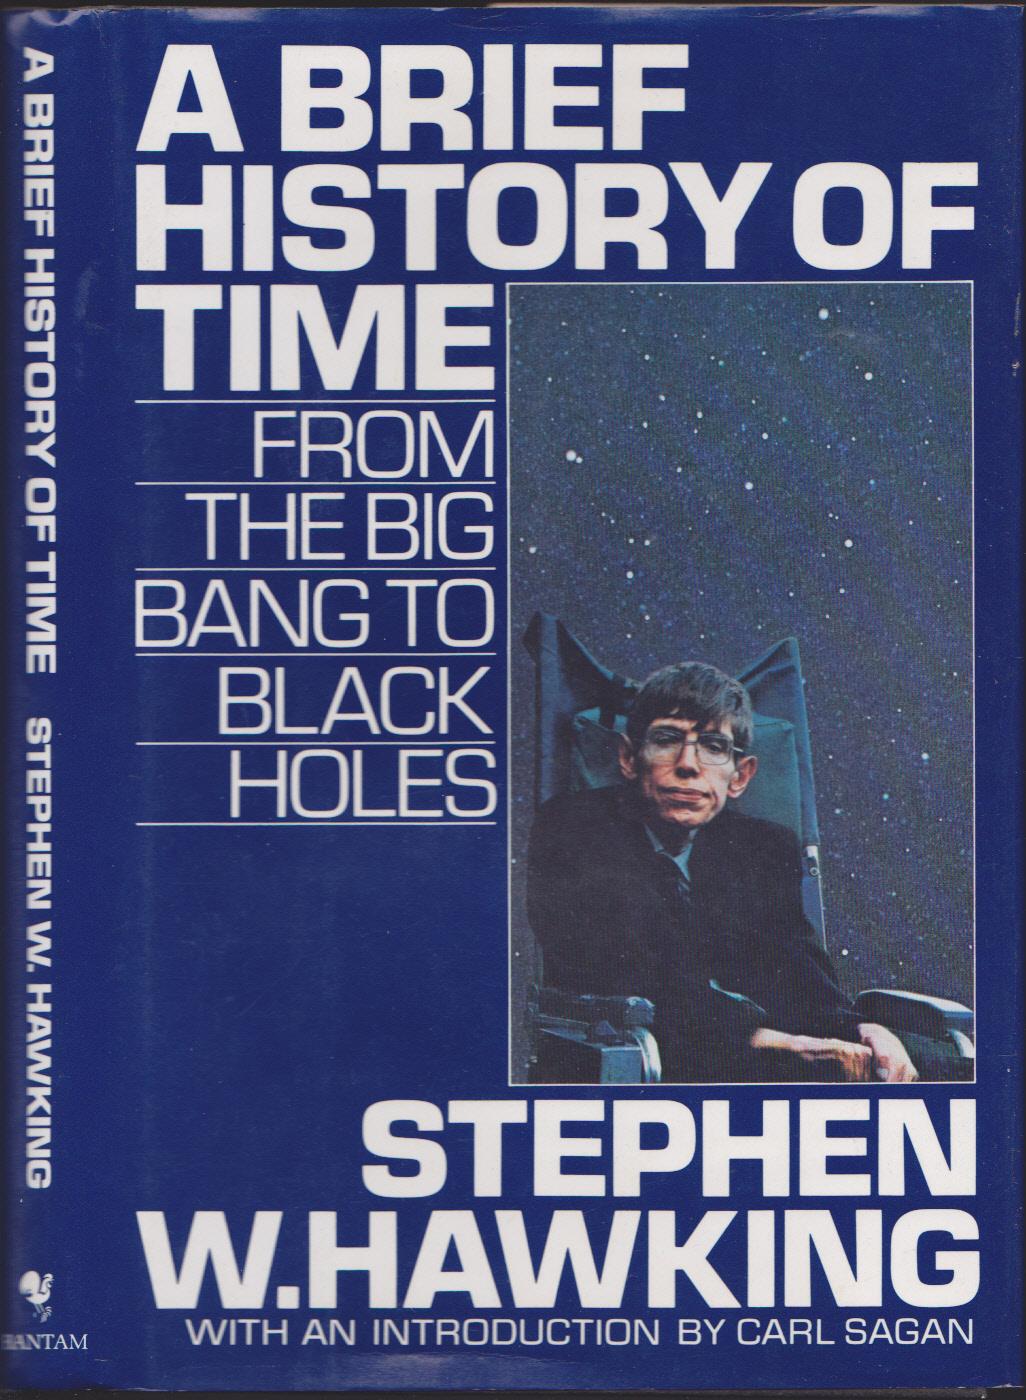 A BRIEF HISTORY OF TIME STEPHEN W. HAWKING
BANTAM
A BRIEF
HISTORY OF
TIME
FROM
THE BIG
BANG TO
BLACK
HOLES
STEPHEN
W. HAWKING
WITH AN INTRODUCTION BY CARL SAGAN